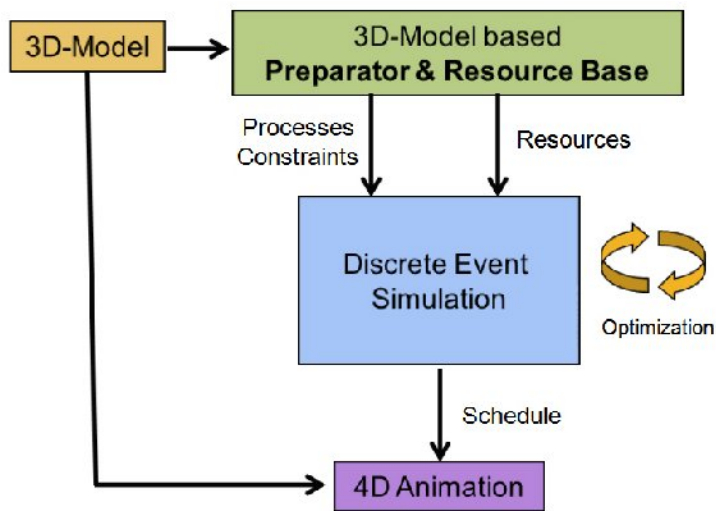 3D-Model
3D-Model based
Preparator & Resource Base
Processes
Constraints
Resources
Discrete Event
Simulation
Optimization
Schedule
4D Animation